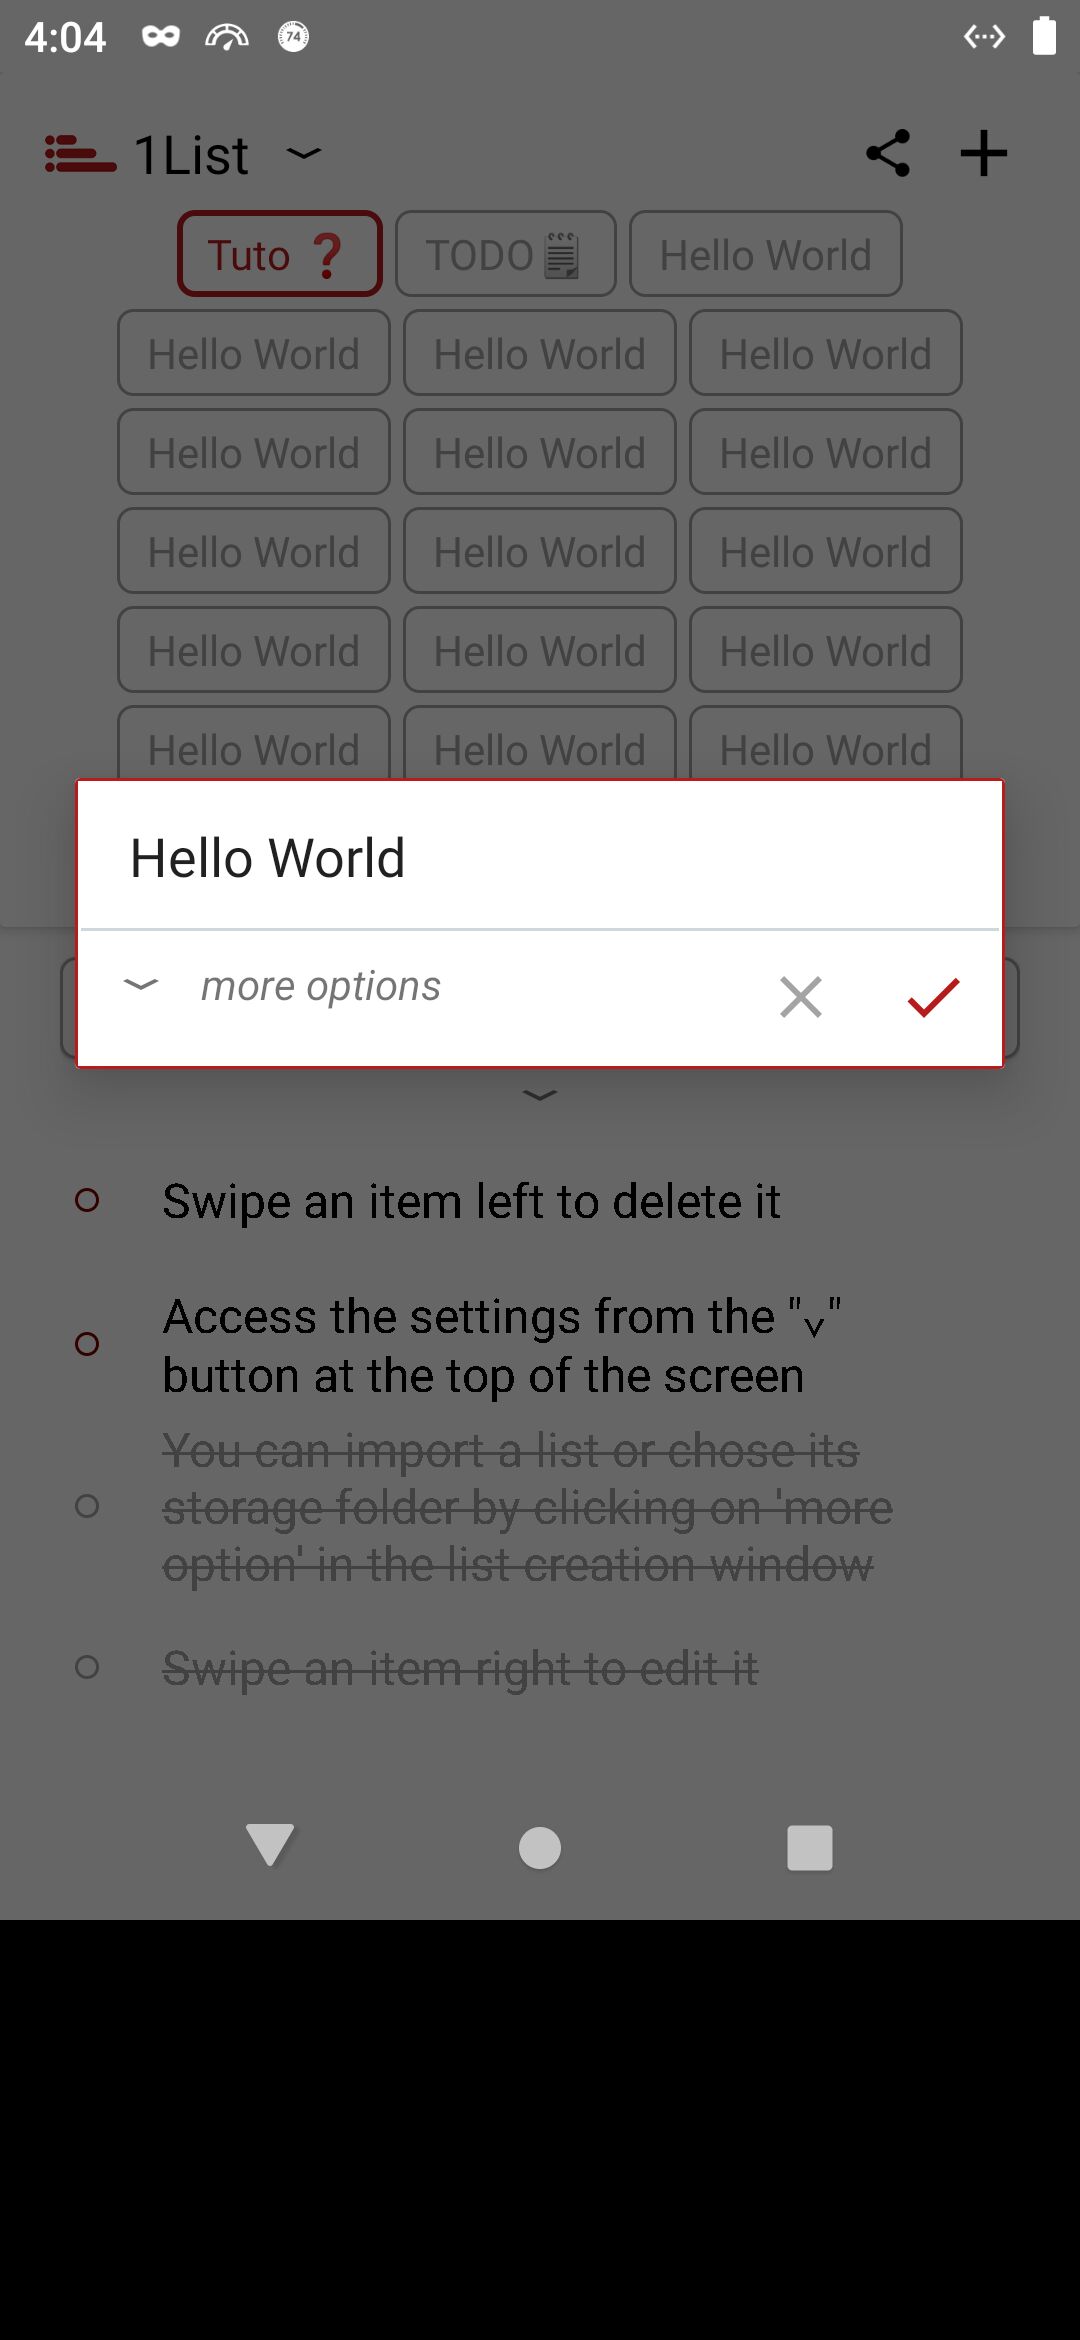 4:04 74
1List
Tuto ❓ TODO🗒 Hello World
Hello World Hello World Hello World
Hello World Hello World Hello World
Hello World Hello World Hello World
Hello World Hello World Hello World
Hello World Hello World Hello World
Hello World
more options
Swipe an item left to delete it
Access the settings from the "⌄"
button at the top of the screen
You can import a list or chose its
storage folder by clicking on 'more
option' in the list creation window
Swipe an item right to edit it